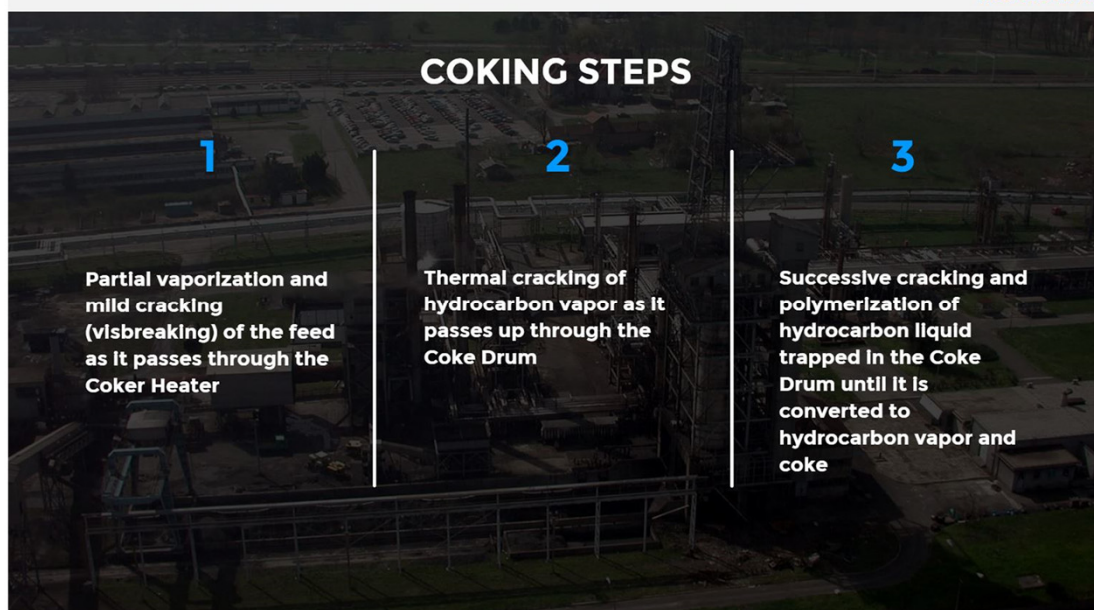 COKING STEPS
1
Partial vaporization and
mild cracking
(visbreaking) of the feed
as it passes through the
Coker Heater
2
Thermal cracking of
hydrocarbon vapor as it
passes up through the
Coke Drum
3
Successive cracking and
polymerization of
hydrocarbon liquid
trapped in the Coke
Drum until it is
converted to
hydrocarbon vapor and
coke